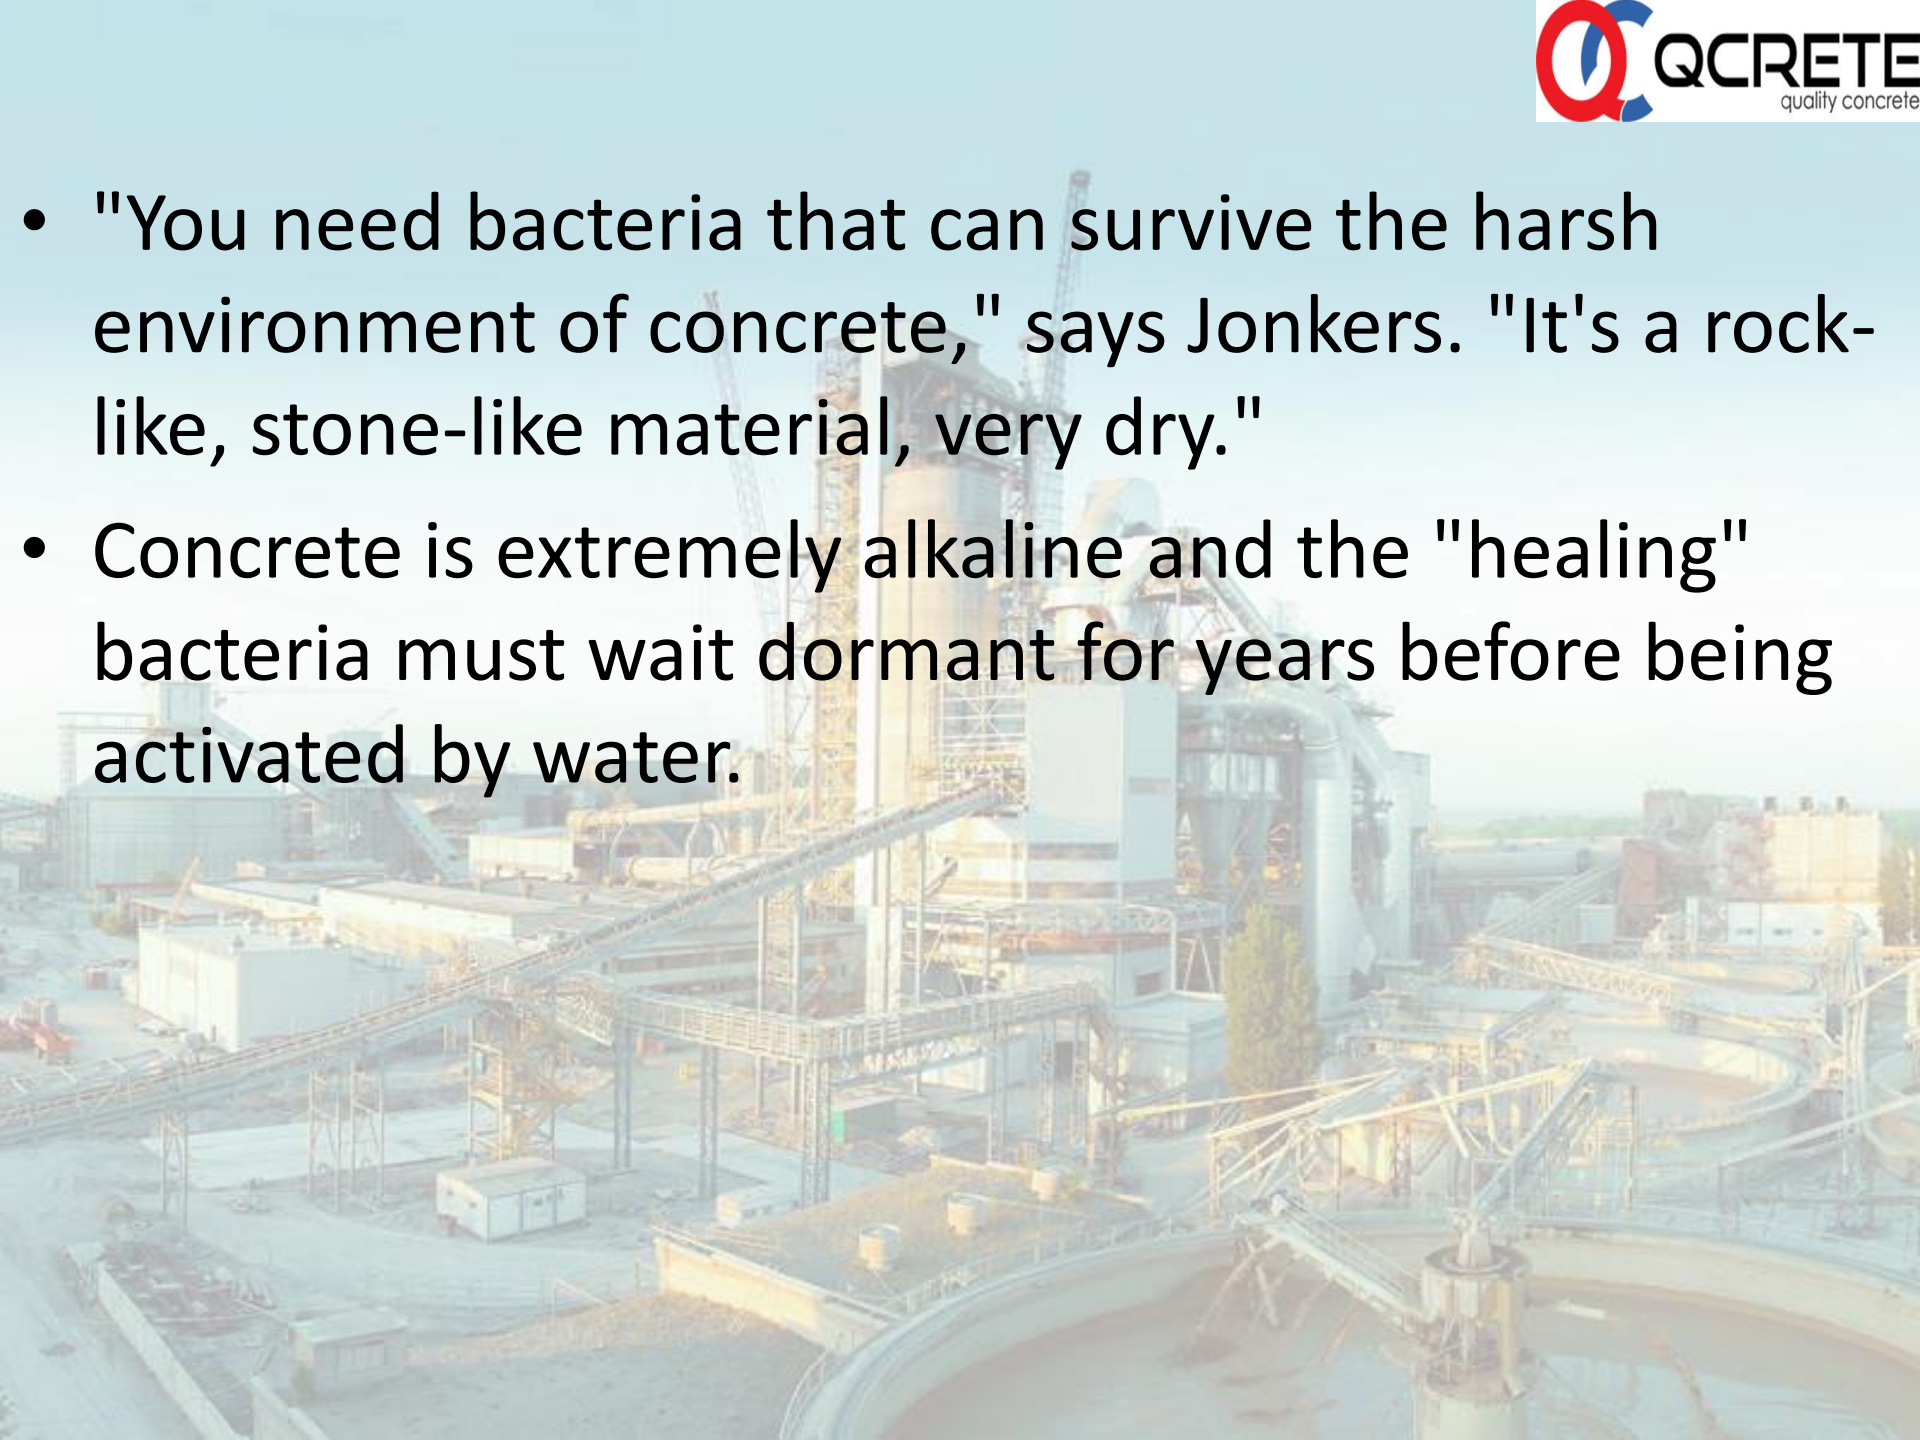 QCRETE
quality concrete
• "You need bacteria that can survive the harsh
environment of concrete," says Jonkers. "It's a rock-
like, stone-like material, very dry."
• Concrete is extremely alkaline and the "healing"
bacteria must wait dormant for years before being
activated by water.